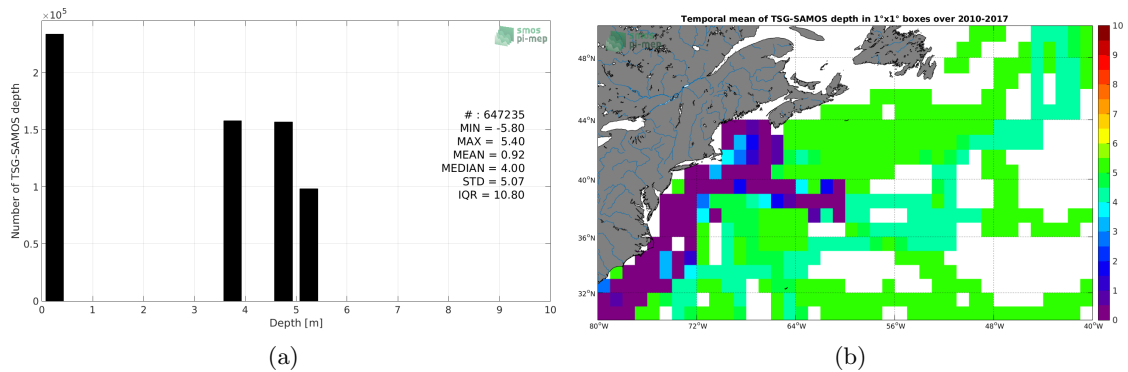 ×10^5
smos
pi-mep
2
1.5
1
0.5
0
Number of TSG-SAMOS depth
# : 647235
MIN = -5.80
MAX = 5.40
MEAN = 0.92
MEDIAN = 4.00
STD = 5.07
IQR = 10.80
0 1 2 3 4 5 6 7 8 9 10
Depth [m]
(a)
Temporal mean of TSG-SAMOS depth in 1°x1° boxes over 2010-2017
smos
pi-mep
48°N
44°N
40°N
36°N
32°N
80°W 72°W 64°W 56°W 48°W 40°W
10
9
8
7
6
5
4
3
2
1
0
(b)